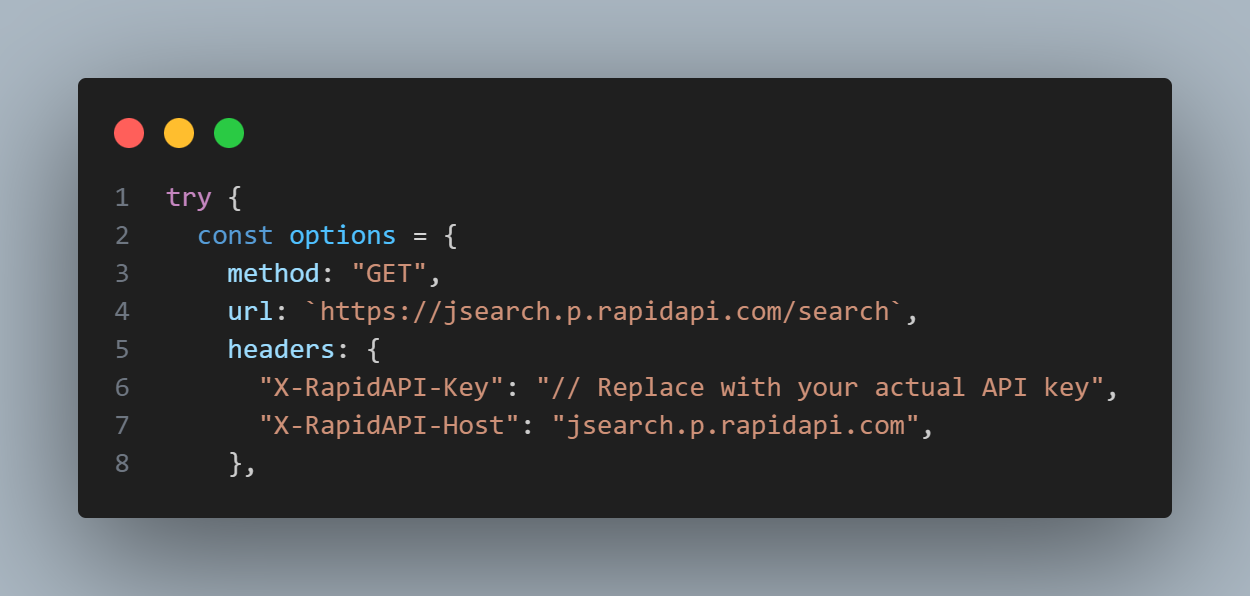 1 try {
2   const options = {
3     method: "GET",
4     url: `https://jsearch.p.rapidapi.com/search`,
5     headers: {
6       "X-RapidAPI-Key": "// Replace with your actual API key",
7       "X-RapidAPI-Host": "jsearch.p.rapidapi.com",
8     },